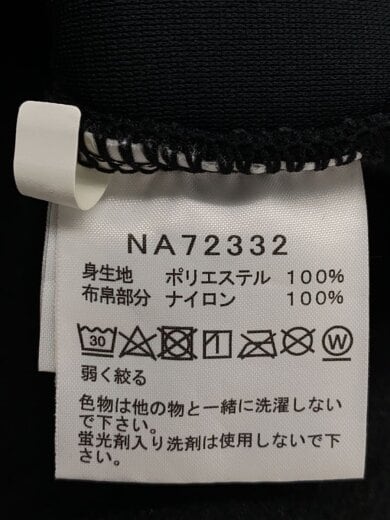 NA72332
身生地 ポリエステル 100%
布帛部分 ナイロン 100%
30 W
弱く絞る
色物は他の物と一緒に洗濯しない
で下さい。
蛍光剤入り洗剤は使用しないで下
さい。